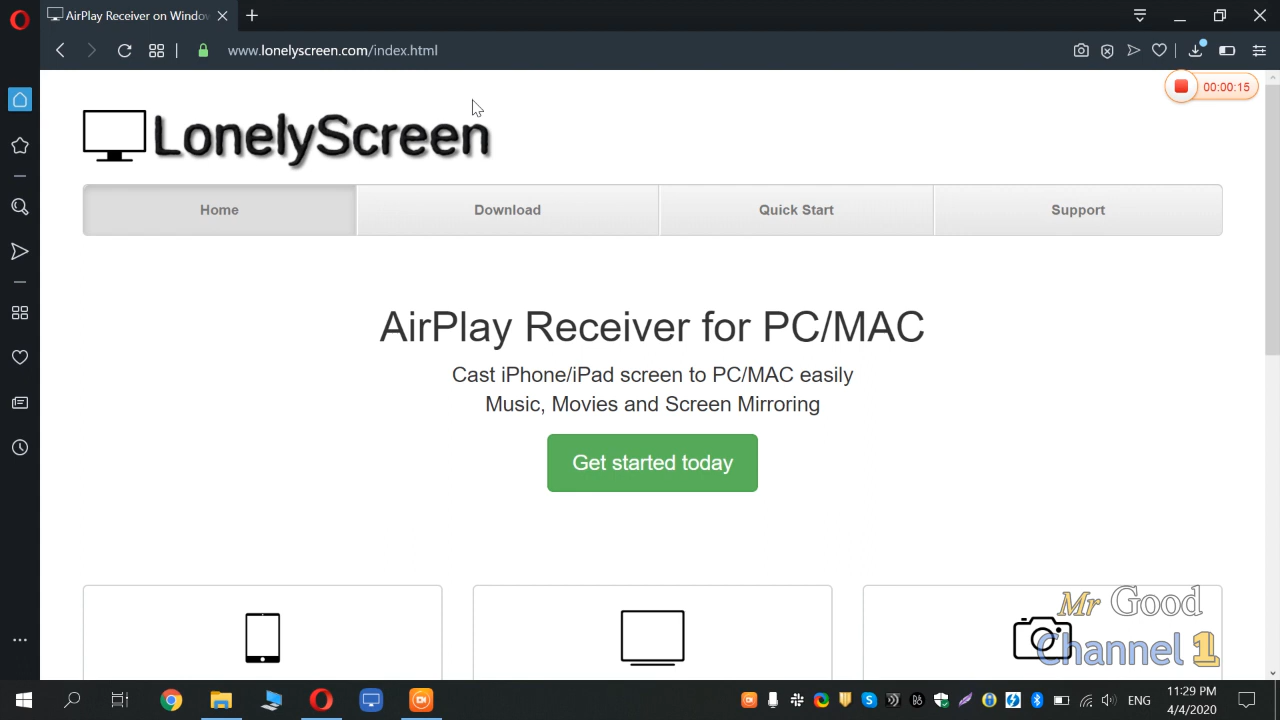 AirPlay Receiver on Window
www.lonelyscreen.com/index.html
00:00:15
LonelyScreen
Home
Download
Quick Start
Support
AirPlay Receiver for PC/MAC
Cast iPhone/iPad screen to PC/MAC easily
Music, Movies and Screen Mirroring
Get started today
Mr Good
Channel 1
ENG
11:29 PM
4/4/2020